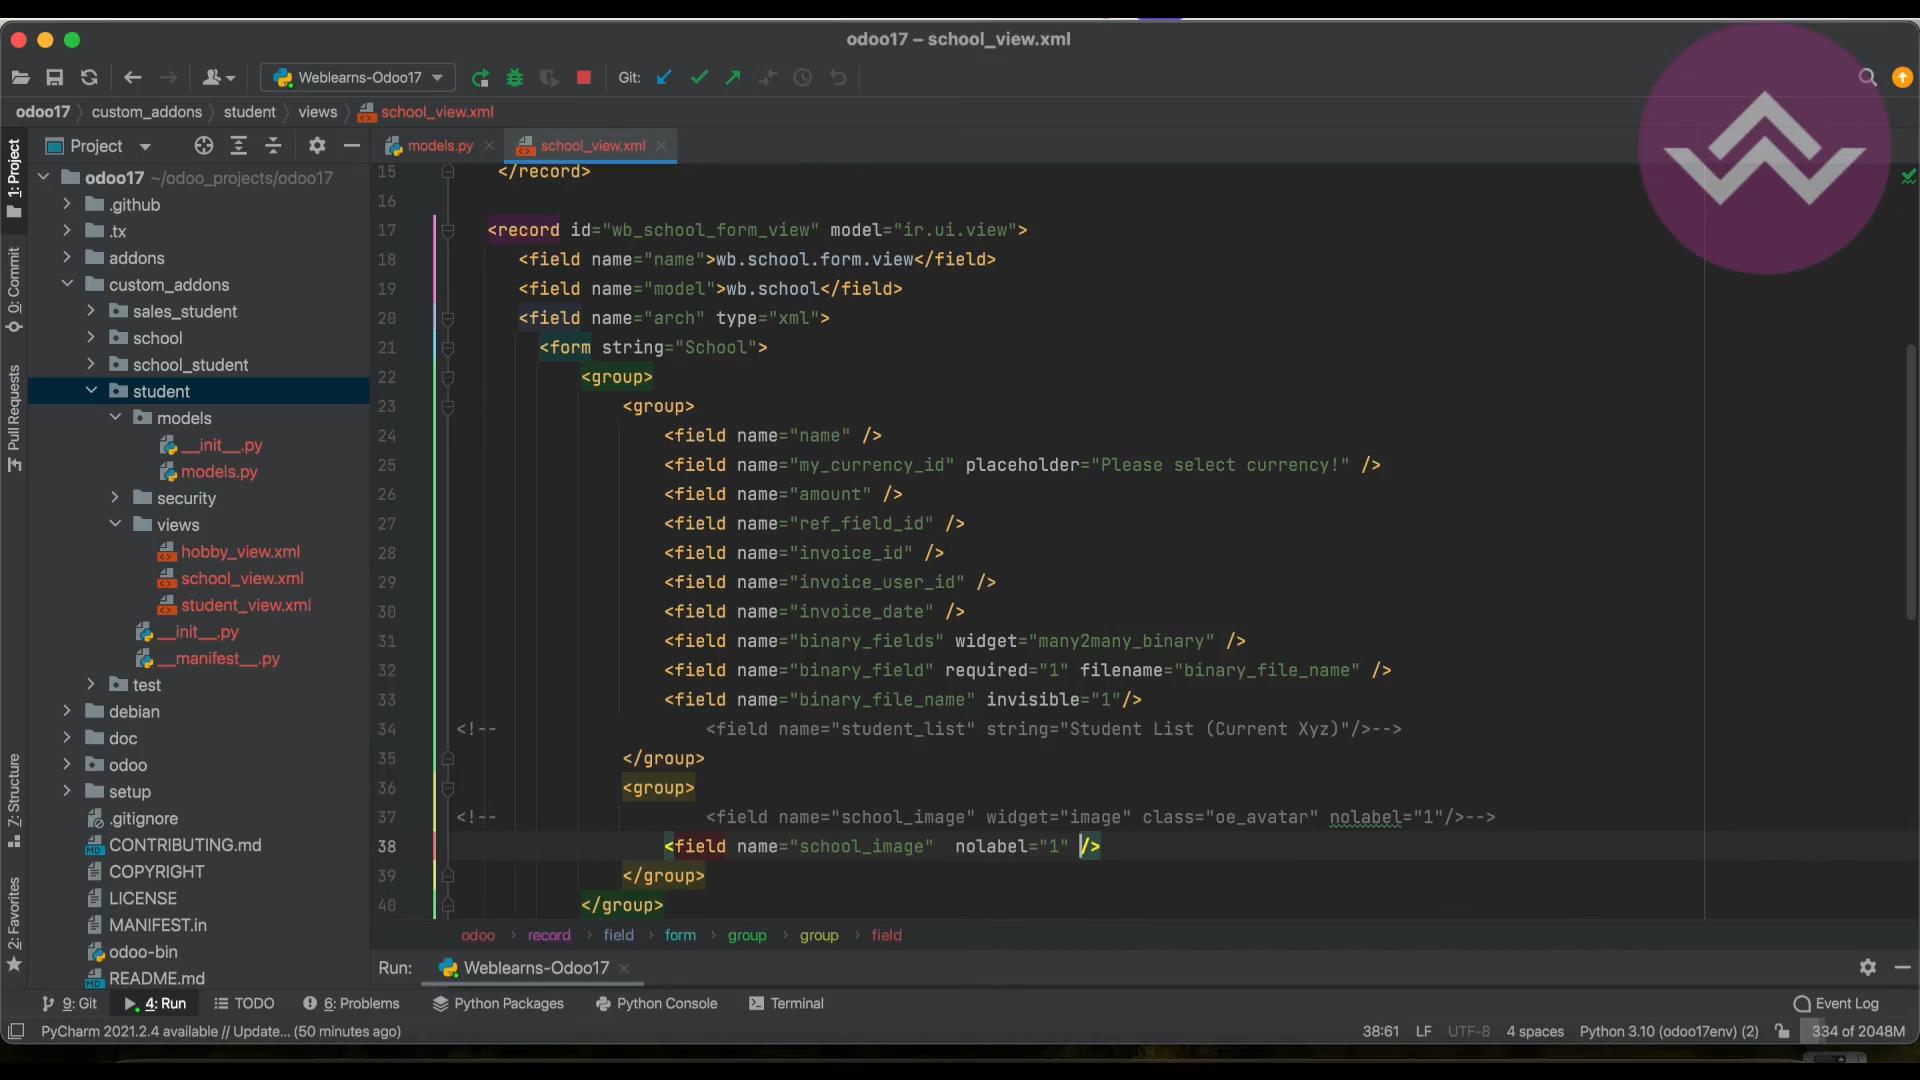 odoo17 – school_view.xml
Weblearns-Odoo17
Git:
odoo17 custom_addons student views school_view.xml
1: Project
0: Commit
Pull Requests
7: Structure
2: Favorites
Project
odoo17 ~/odoo_projects/odoo17
.github
.tx
addons
custom_addons
sales_student
school
school_student
student
models
__init__.py
models.py
security
views
hobby_view.xml
school_view.xml
student_view.xml
__init__.py
__manifest__.py
test
debian
doc
odoo
setup
.gitignore
CONTRIBUTING.md
COPYRIGHT
LICENSE
MANIFEST.in
odoo-bin
README.md
models.py
school_view.xml
15 </record>
16
17 <record id="wb_school_form_view" model="ir.ui.view">
18 <field name="name">wb.school.form.view</field>
19 <field name="model">wb.school</field>
20 <field name="arch" type="xml">
21 <form string="School">
22 <group>
23 <group>
24 <field name="name" />
25 <field name="my_currency_id" placeholder="Please select currency!" />
26 <field name="amount" />
27 <field name="ref_field_id" />
28 <field name="invoice_id" />
29 <field name="invoice_user_id" />
30 <field name="invoice_date" />
31 <field name="binary_fields" widget="many2many_binary" />
32 <field name="binary_field" required="1" filename="binary_file_name" />
33 <field name="binary_file_name" invisible="1"/>
34 <!-- <field name="student_list" string="Student List (Current Xyz)"/>-->
35 </group>
36 <group>
37 <!-- <field name="school_image" widget="image" class="oe_avatar" nolabel="1"/>-->
38 <field name="school_image" nolabel="1" />
39 </group>
40 </group>
odoo record field form group group field
Run: Weblearns-Odoo17
9: Git 4: Run TODO 6: Problems Python Packages Python Console Terminal Event Log
PyCharm 2021.2.4 available // Update... (50 minutes ago) 38:61 LF UTF-8 4 spaces Python 3.10 (odoo17env) (2) 334 of 2048M